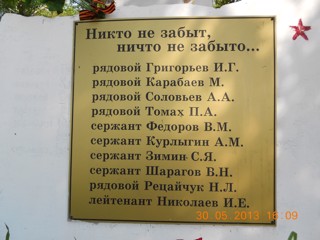 Никто не забыт,
ничто не забыто...
рядовой Григорьев И.Г.
рядовой Карабаев М.
рядовой Соловьев А.А.
рядовой Томах П.А.
сержант Федоров В.М.
сержант Курлыгин А.М.
сержант Зимин С.Я.
сержант Шарагов В.Н.
рядовой Рецайчук Н.Л.
лейтенант Николаев И.Е.
30 05 2013 16:09